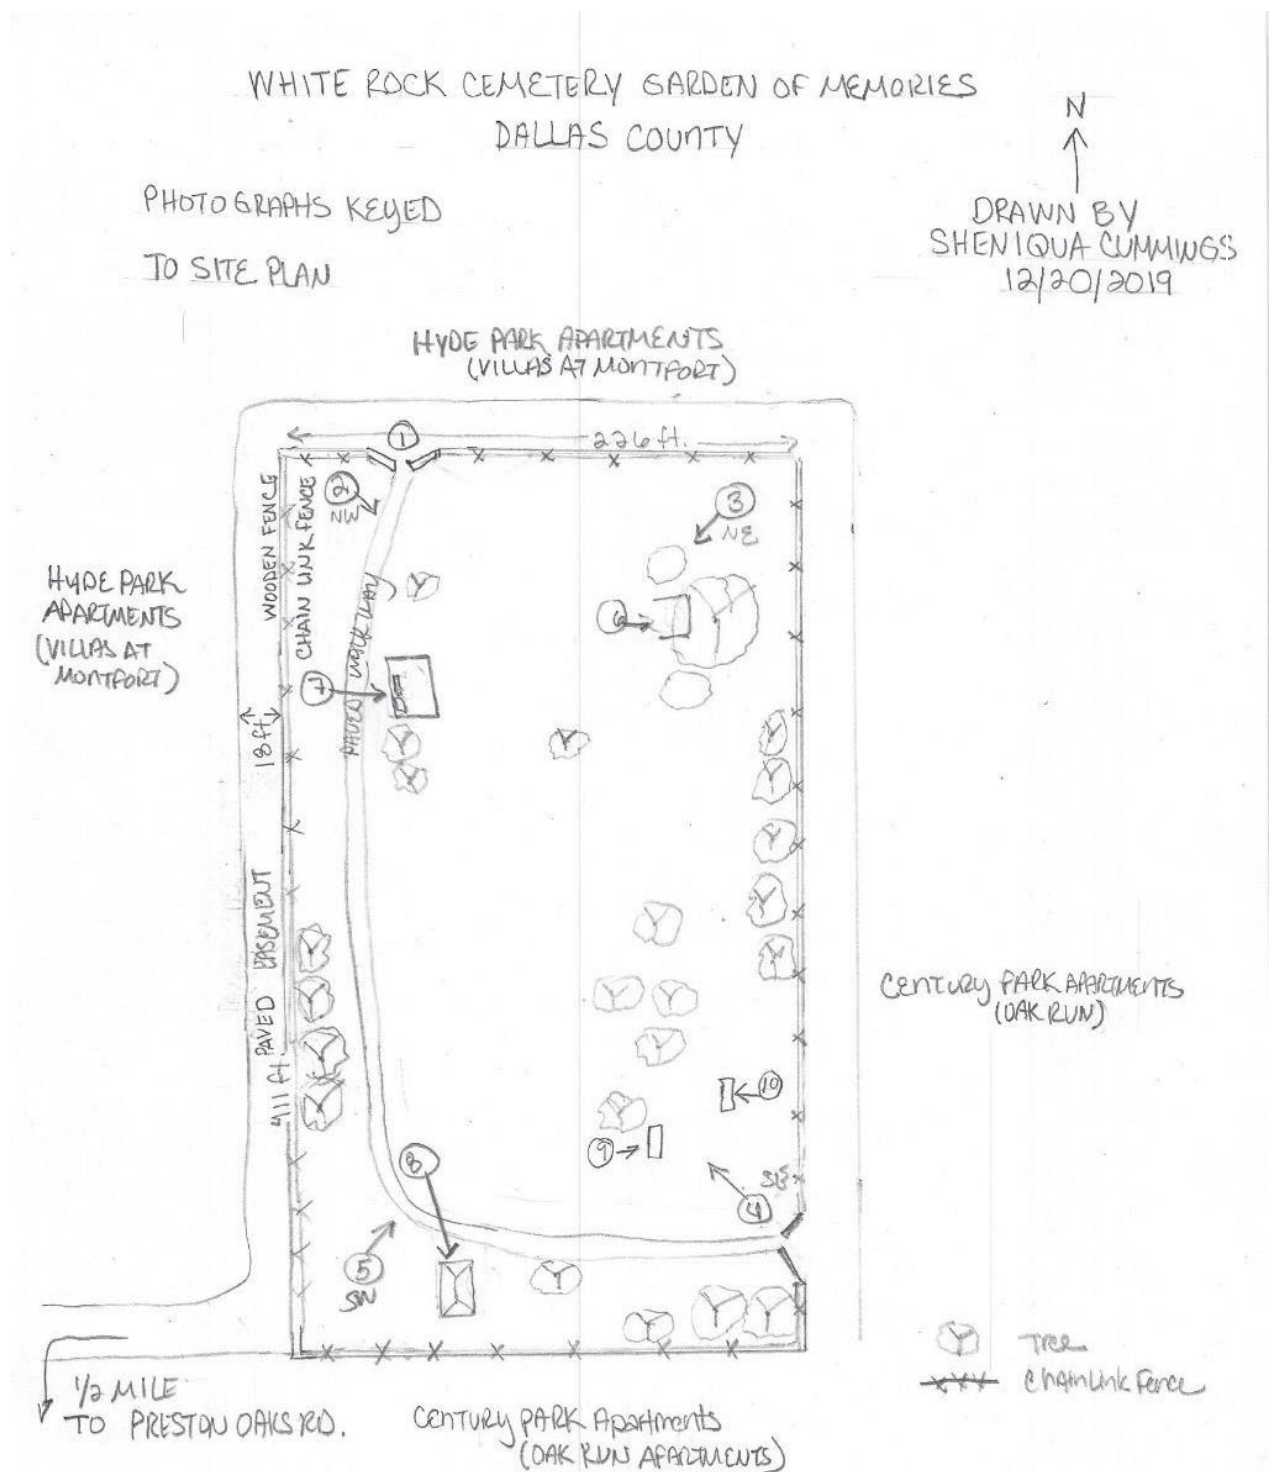 WHITE ROCK CEMETERY GARDEN OF MEMORIES
DALLAS COUNTY
N
PHOTOGRAPHS KEYED
TO SITE PLAN
DRAWN BY
SHENIQUA CUMMINGS
12/20/2019
HYDE PARK APARTMENTS
(VILLAS AT MONTFORT)
1
226 ft.
2
NW
3
NE
WOODEN FENCE
CHAIN LINK FENCE
HYDE PARK
APARTMENTS
(VILLAS AT
MONTFORT)
PAVED WALKWAY
6
7
18 ft.
PAVED EASEMENT
411 ft.
CENTURY PARK APARTMENTS
(OAK RUN)
10
9
8
SE
4
5
SW
Tree
ChainLink Fence
1/2 MILE
TO PRESTON OAKS RD.
CENTURY PARK Apartments
(OAK RUN APARTMENTS)